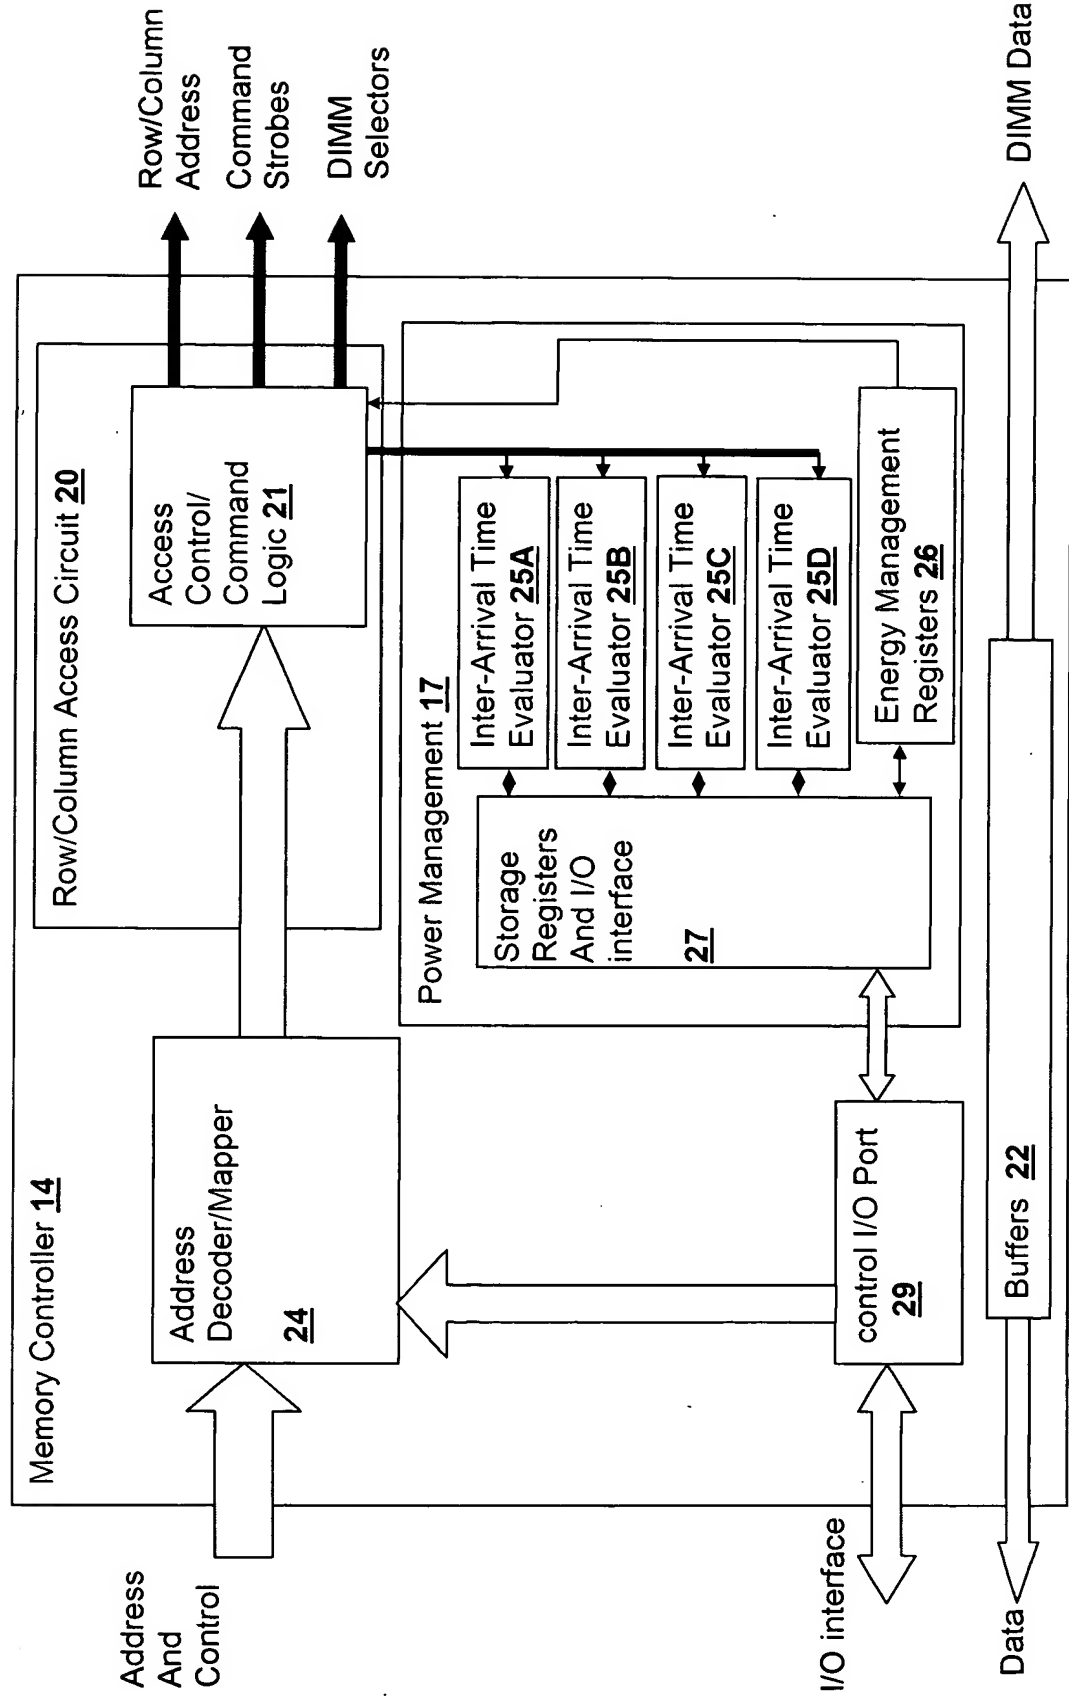 Memory Controller 14
Address
And
Control
Address
Decoder/Mapper
24
Row/Column Access Circuit 20
Access
Control/
Command
Logic 21
Row/Column
Address
Command
Strobes
DIMM
Selectors
Power Management 17
Storage
Registers
And I/O
interface
27
Inter-Arrival Time
Evaluator 25A
Inter-Arrival Time
Evaluator 25B
Inter-Arrival Time
Evaluator 25C
Inter-Arrival Time
Evaluator 25D
Energy Management
Registers 26
I/O interface
control I/O Port
29
Data
Buffers 22
DIMM Data